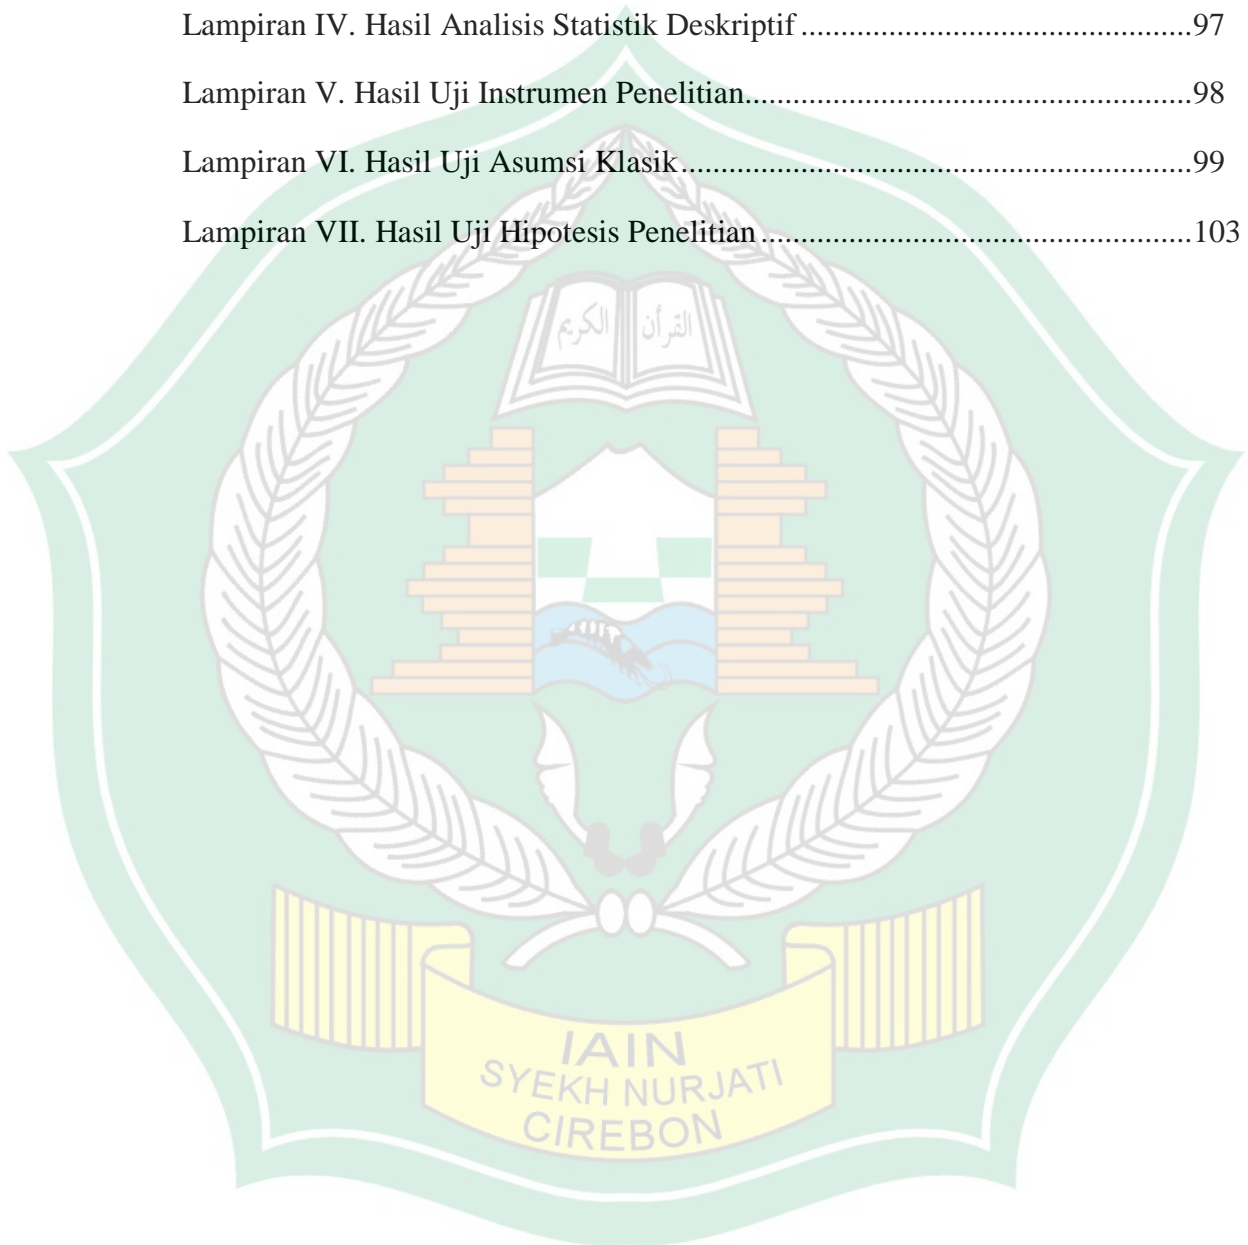 Lampiran IV. Hasil Analisis Statistik Deskriptif ................................................97
Lampiran V. Hasil Uji Instrumen Penelitian.......................................................98
Lampiran VI. Hasil Uji Asumsi Klasik...............................................................99
Lampiran VII. Hasil Uji Hipotesis Penelitian .....................................................103
القرأن الكريم
IAIN
SYEKH NURJATI
CIREBON